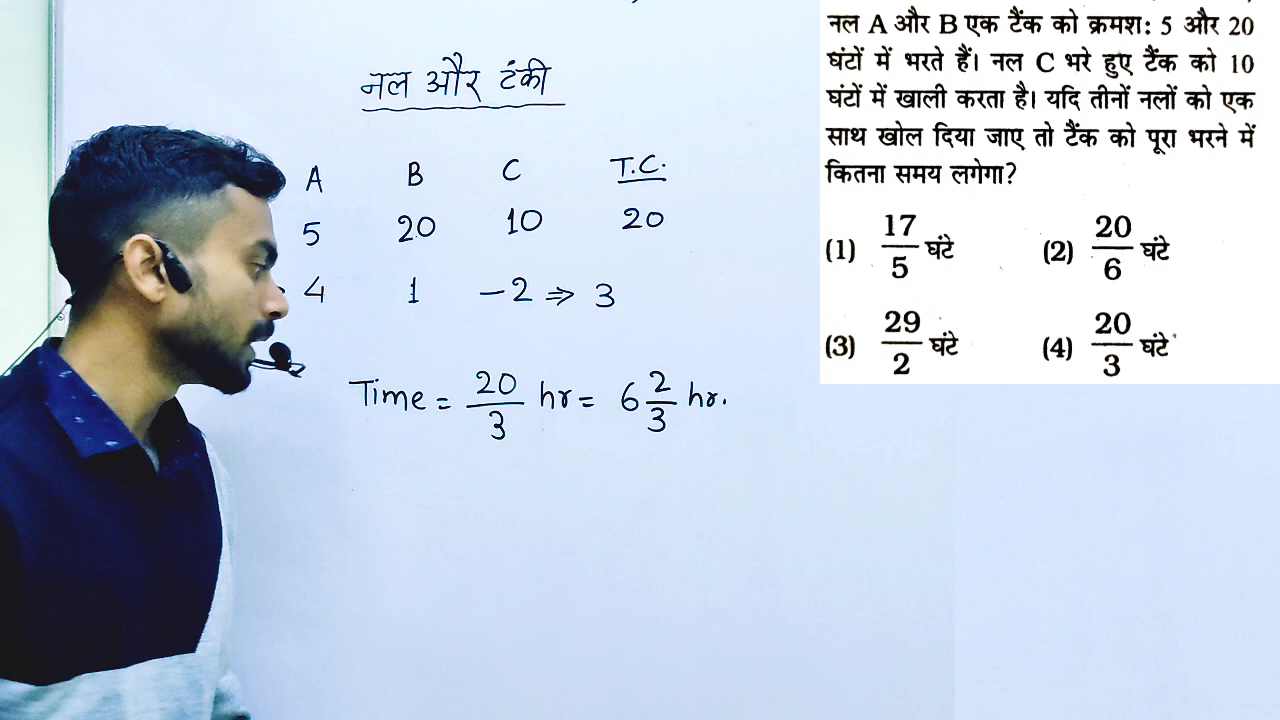 नल और टंकी
A B C T.C.
5 20 10 20
4 1 -2 ⇒ 3
Time = 20/3 hr = 6 2/3 hr.
नल A और B एक टैंक को क्रमश: 5 और 20
घंटों में भरते हैं। नल C भरे हुए टैंक को 10
घंटों में खाली करता है। यदि तीनों नलों को एक
साथ खोल दिया जाए तो टैंक को पूरा भरने में
कितना समय लगेगा?
(1) 17/5 घंटे (2) 20/6 घंटे
(3) 29/2 घंटे (4) 20/3 घंटे